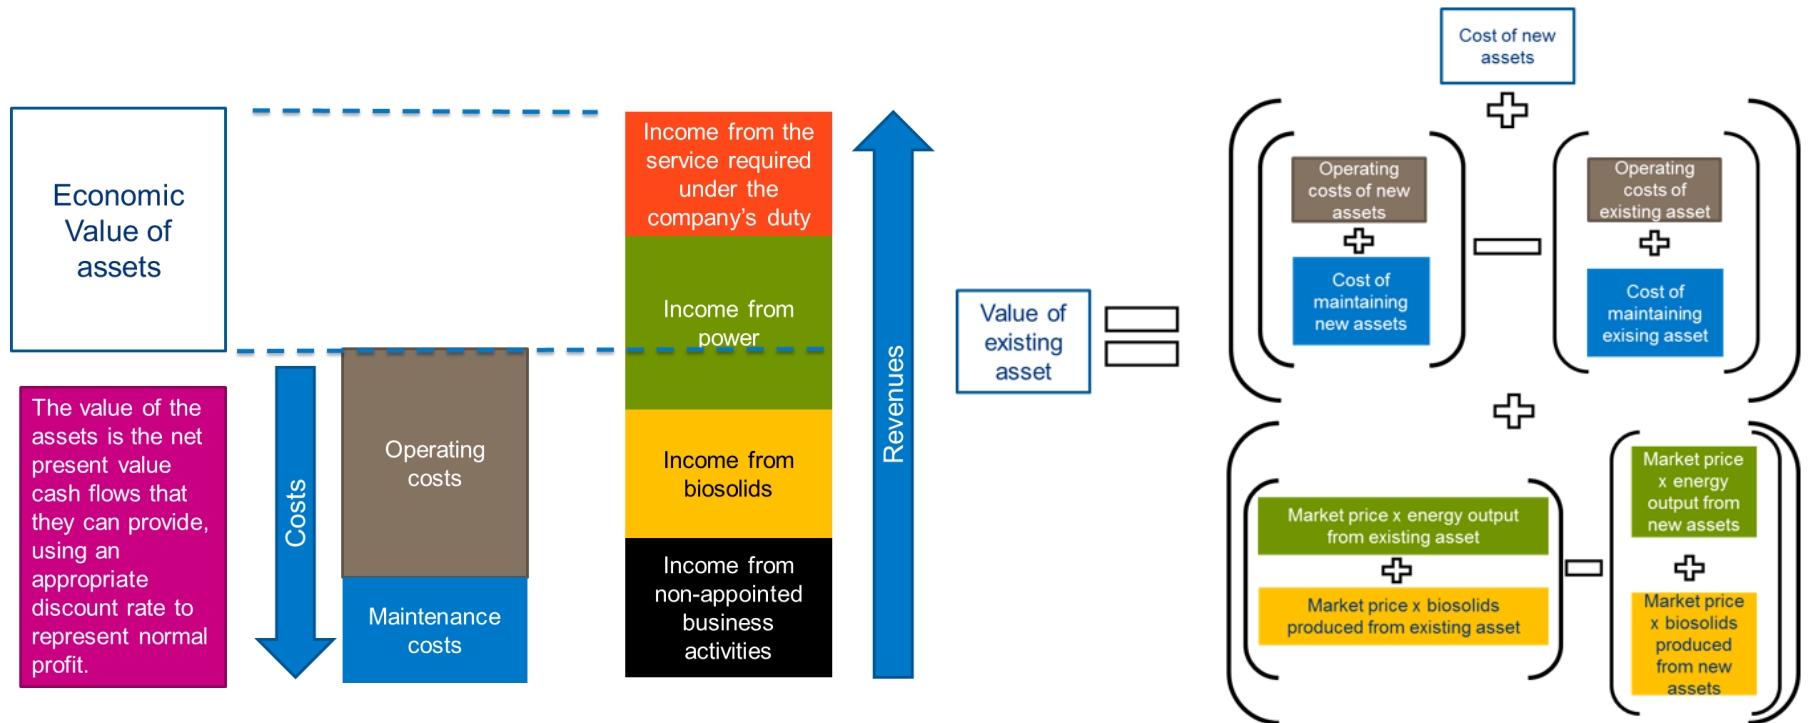 Economic
Value of
assets
The value of the
assets is the net
present value
cash flows that
they can provide,
using an
appropriate
discount rate to
represent normal
profit.
Costs
Operating
costs
Maintenance
costs
Income from the
service required
under the
company's duty
Income from
power
Income from
biosolids
Income from
non-appointed
business
activities
Revenues
Value of
existing
asset
Cost of new
assets
Operating
costs of new
assets
Cost of
maintaining
new assets
Operating
costs of
existing asset
Cost of
maintaining
exising asset
Market price x energy output
from existing asset
Market price x biosolids
produced from existing asset
Market price
x energy
output from
new assets
Market price
x biosolids
produced
from new
assets